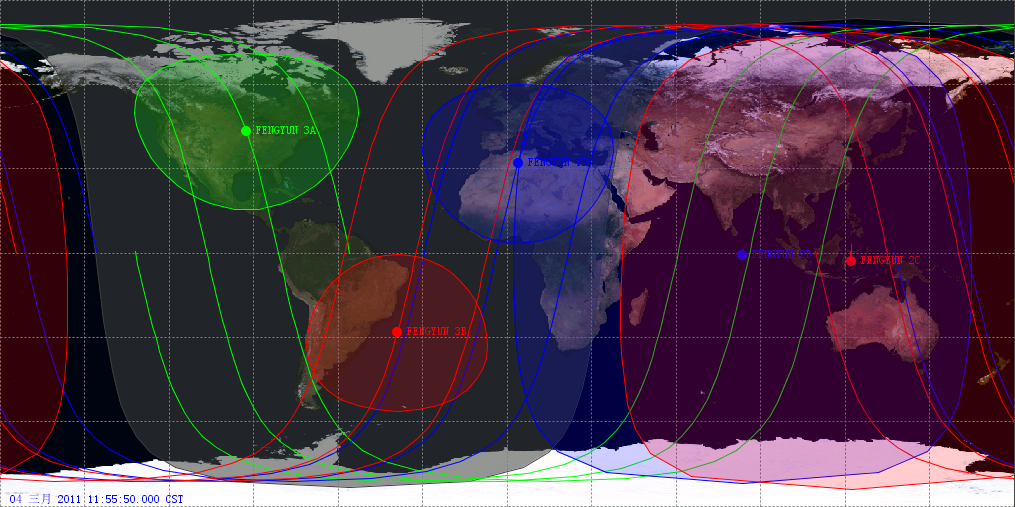 FENGYUN 3A
FENGYUN 3B
FENGYUN 2C
04 三月 2011 11:55:50.000 CST